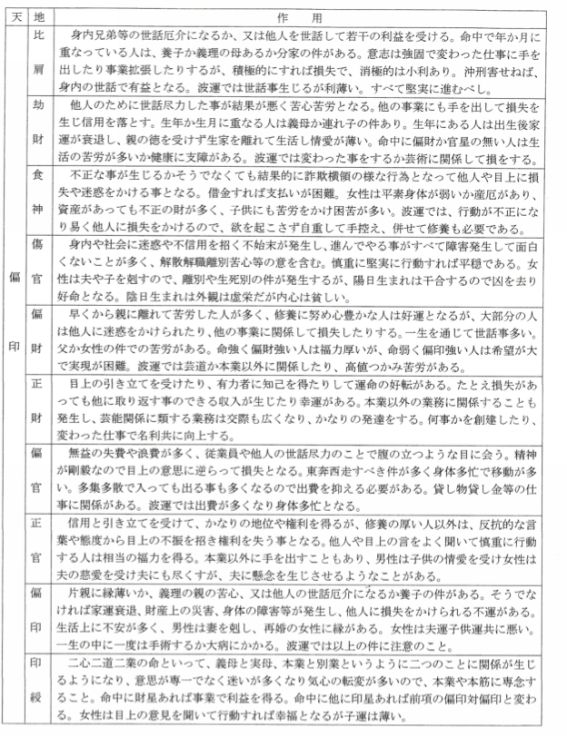 天 地 作用
偏印
比肩
身内兄弟等の世話厄介になるか、又は他人を世話して若干の利益を受ける。命中で年か月に
重なっている人は、養子か義理の母あるか分家の件がある。意志は強固で変わった仕事に手を
出したり事業拡張したりするが、積極的にすれば損失で、消極的は小利あり。沖刑害せねば、
身内の世話で有益となる。波運では世話事生じるが利薄い。すべて堅実に進むべし。
劫財
他人のために世話尽力した事が結果が悪く苦心苦労となる。他の事業にも手を出して損失を
生じ信用を落とす。生年か生月に重なる人は義母か連れ子の件あり。生年にある人は出生後家
運が衰退し、親の徳を受けず生家を離れて生活し情愛が薄い。命中に偏財か官星の無い人は生
活の苦労が多いか健康に支障がある。波運では変わった事をするか芸術に関係して損をする。
食神
不正な事が生じるかそうでなくても結果的に詐欺横領の様な行為となって他人や目上に損
失や迷惑をかける事となる。借金すれば支払いが困難。女性は平素身体が弱いか産厄があり、
資産があっても不正の財が多く、子供にも苦労をかけ困苦が多い。波運では、行動が不正にな
り易く他人に損失をかけるので、欲を起こさず自重して手控え、併せて修養も必要である。
傷官
身内や社会に迷惑や不信用を招く不始末が発生し、進んでやる事がすべて障害発生して面白
くないことが多く、解散解職離別苦心等の意を含む。慎重に堅実に行動すれば平穏である。女
性は夫や子を剋すので、離別や生死別の件が発生するが、陽日生まれは干合するので凶を去り
好命となる。陰日生まれは外観は虚栄だが内心は貧しい。
偏財
早くから親に離れて苦労した人が多く、修養に努め心豊かな人は好運となるが、大部分の人
は他人に迷惑をかけられたり、他の事業に関係して損失したりする。一生を通じて世話事多い。
父か女性の件での苦労がある。命強く偏財強い人は福力厚いが、命弱く偏印強い人は希望が大
で実現が困難。波運では芸道か本業以外に関係したり、高値つかみ苦労がある。
正財
目上の引き立てを受けたり、有力者に知己を得たりして運命の好転がある。たとえ損失があ
っても他に取り返す事のできる収入が生じたり幸運がある。本業以外の業務に関係することも
発生し、芸能関係に類する業務は交際も広くなり、かなりの発達をする。何事かを創建したり、
変わった仕事で名利共に向上する。
偏官
無益の失費や浪費が多く、従業員や他人の世話尽力のことで腹の立つような目に会う。精神
が剛毅なので目上の意思に逆らって損失となる。東奔西走すべき件が多く身体多忙で移動が多
い。多集多散で入っても出る事も多くなるので出費を抑える必要がある。貸し物貸し金等の仕
事に関係がある。波運では出費が多くなり身体多忙となる。
正官
信用と引き立てを受けて、かなりの地位や権利を得るが、修養の厚い人以外は、反抗的な言
葉や態度から目上の不振を招き権利を失う事となる。他人や目上の言をよく聞いて慎重に行動
する人は相当の福力を得る。本業以外に手を出すこともあり、男性は子供の情愛を受け女性は
夫の慈愛を受け夫にも尽くすが、夫に懸念を生じさせるようなことがある。
偏印
片親に縁薄いか、義理の親の苦心、又は他人の世話厄介になるか養子の件がある。そうでな
ければ家運衰退、財産上の災害、身体の障害等が発生し、他人に損失をかけられる不運がある。
生活上に不安が多く、男性は妻を剋し、再婚の女性に縁がある。女性は夫運子供運共に悪い。
一生の中に一度は手術するか大病にかかる。波運では以上の件に注意のこと。
印綬
二心二道二業の命といって、義母と実母、本業と別業というように二つのことに関係が生じ
るようになり、意思が専一でなく迷いが多くなり気心の転変が多いので、本業や本筋に専念す
ること。命中に財星あれば事業で利益を得る。命中に他に印星あれば前項の偏印対偏印と変わ
る。女性は目上の意見を聞いて行動すれば幸福となるが子運は薄い。